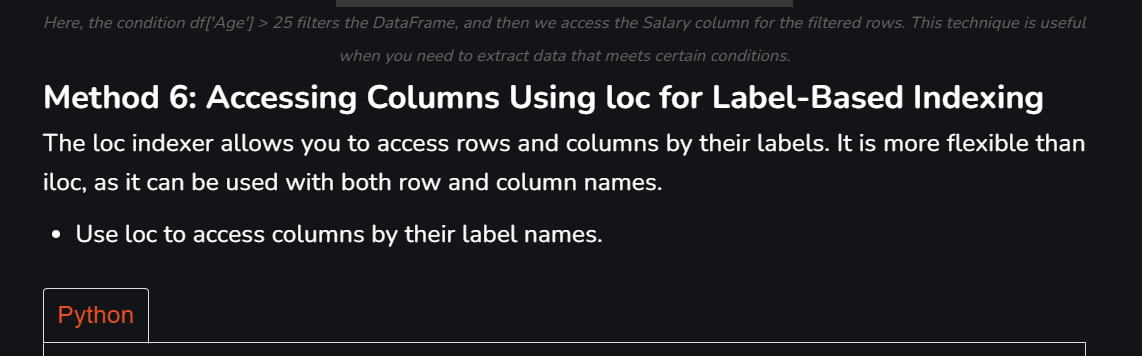 Here, the condition df['Age'] > 25 filters the DataFrame, and then we access the Salary column for the filtered rows. This technique is useful
when you need to extract data that meets certain conditions.
Method 6: Accessing Columns Using loc for Label-Based Indexing
The loc indexer allows you to access rows and columns by their labels. It is more flexible than
iloc, as it can be used with both row and column names.
• Use loc to access columns by their label names.
Python